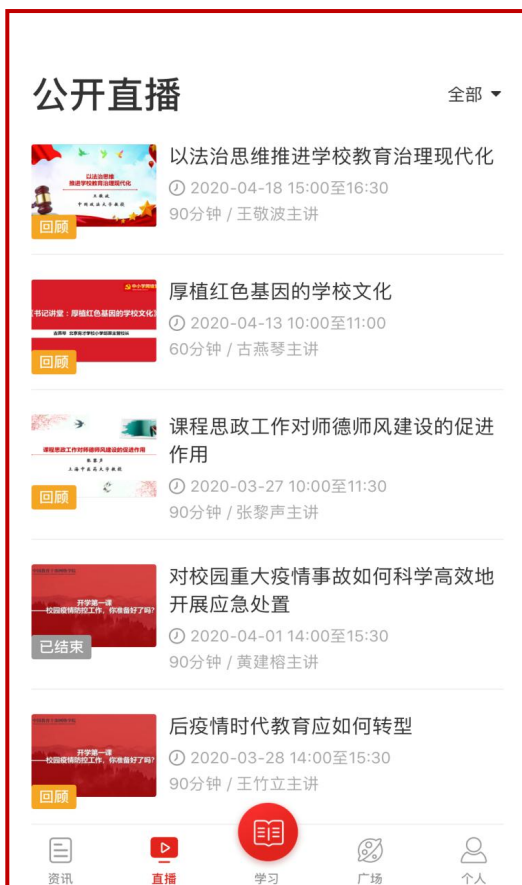 公开直播
全部
以法治思维推进学校教育治理现代化
2020-04-18 15:00至16:30
90分钟 / 王敬波主讲
以法治思维
推进学校教育治理现代化
王敬波
中国政法大学教授
回顾
厚植红色基因的学校文化
2020-04-13 10:00至11:00
60分钟 / 古燕琴主讲
书记讲堂：厚植红色基因的学校文化
回顾
课程思政工作对师德师风建设的促进
作用
2020-03-27 10:00至11:30
90分钟 / 张黎声主讲
课程思政工作对师德师风建设的促进作用
张黎声
上海中医药大学教授
回顾
对校园重大疫情事故如何科学高效地
开展应急处置
2020-04-01 14:00至15:30
90分钟 / 黄建榕主讲
开学第一课
校园疫情防控工作，你准备好了吗?
已结束
后疫情时代教育应如何转型
2020-03-28 14:00至15:30
90分钟 / 王竹立主讲
开学第一课
校园疫情防控工作，你准备好了吗?
回顾
资讯
直播
学习
广场
个人